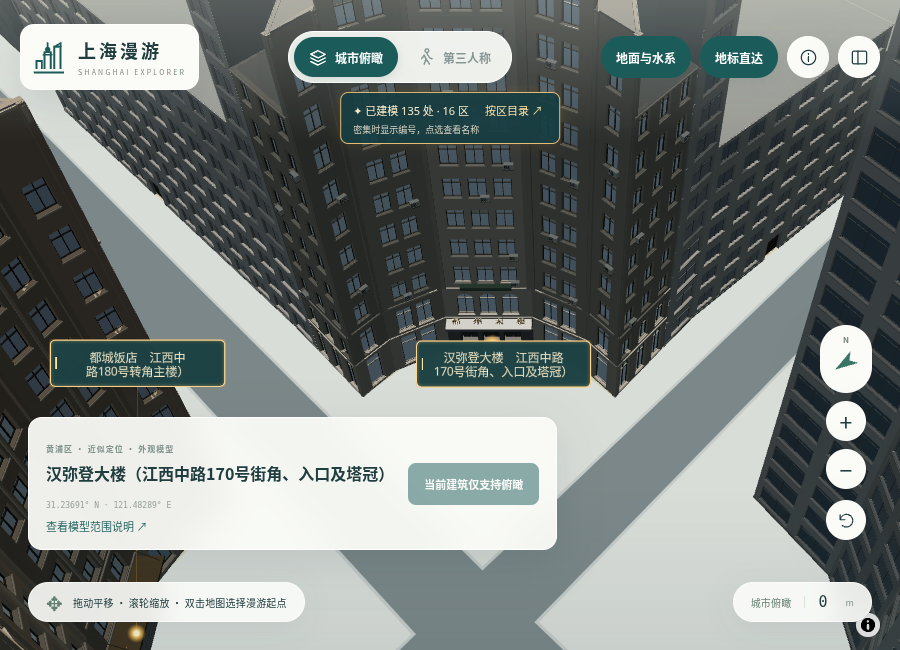 上海漫游
SHANGHAI EXPLORER
城市俯瞰
第三人称
地面与水系
地标直达
✦ 已建模 135 处 · 16 区 按区目录 ↗
密集时显示编号，点选查看名称
都城饭店 江西中
路180号转角主楼）
汉弥登大楼 江西中路
170号街角、入口及塔冠）
N
黄浦区 · 近似定位 · 外观模型
汉弥登大楼（江西中路170号街角、入口及塔冠）
31.23691° N · 121.48289° E
查看模型范围说明 ↗
当前建筑仅支持俯瞰
拖动平移 · 滚轮缩放 · 双击地图选择漫游起点
城市俯瞰 0 m